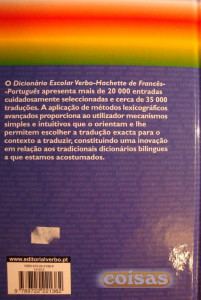 O Dicionário Escolar Verbo-Hachette de Francês-
-Português apresenta mais de 20 000 entradas
cuidadosamente seleccionadas e cerca de 35 000
traduções. A aplicação de métodos lexicográficos
avançados proporciona ao utilizador mecanismos
simples e intuitivos que o orientam e lhe
permitem escolher a tradução exacta para o
contexto a traduzir, constituindo uma inovação
em relação aos tradicionais dicionários bilingues
a que estamos acostumados.
www.editorialverbo.pt
coisas